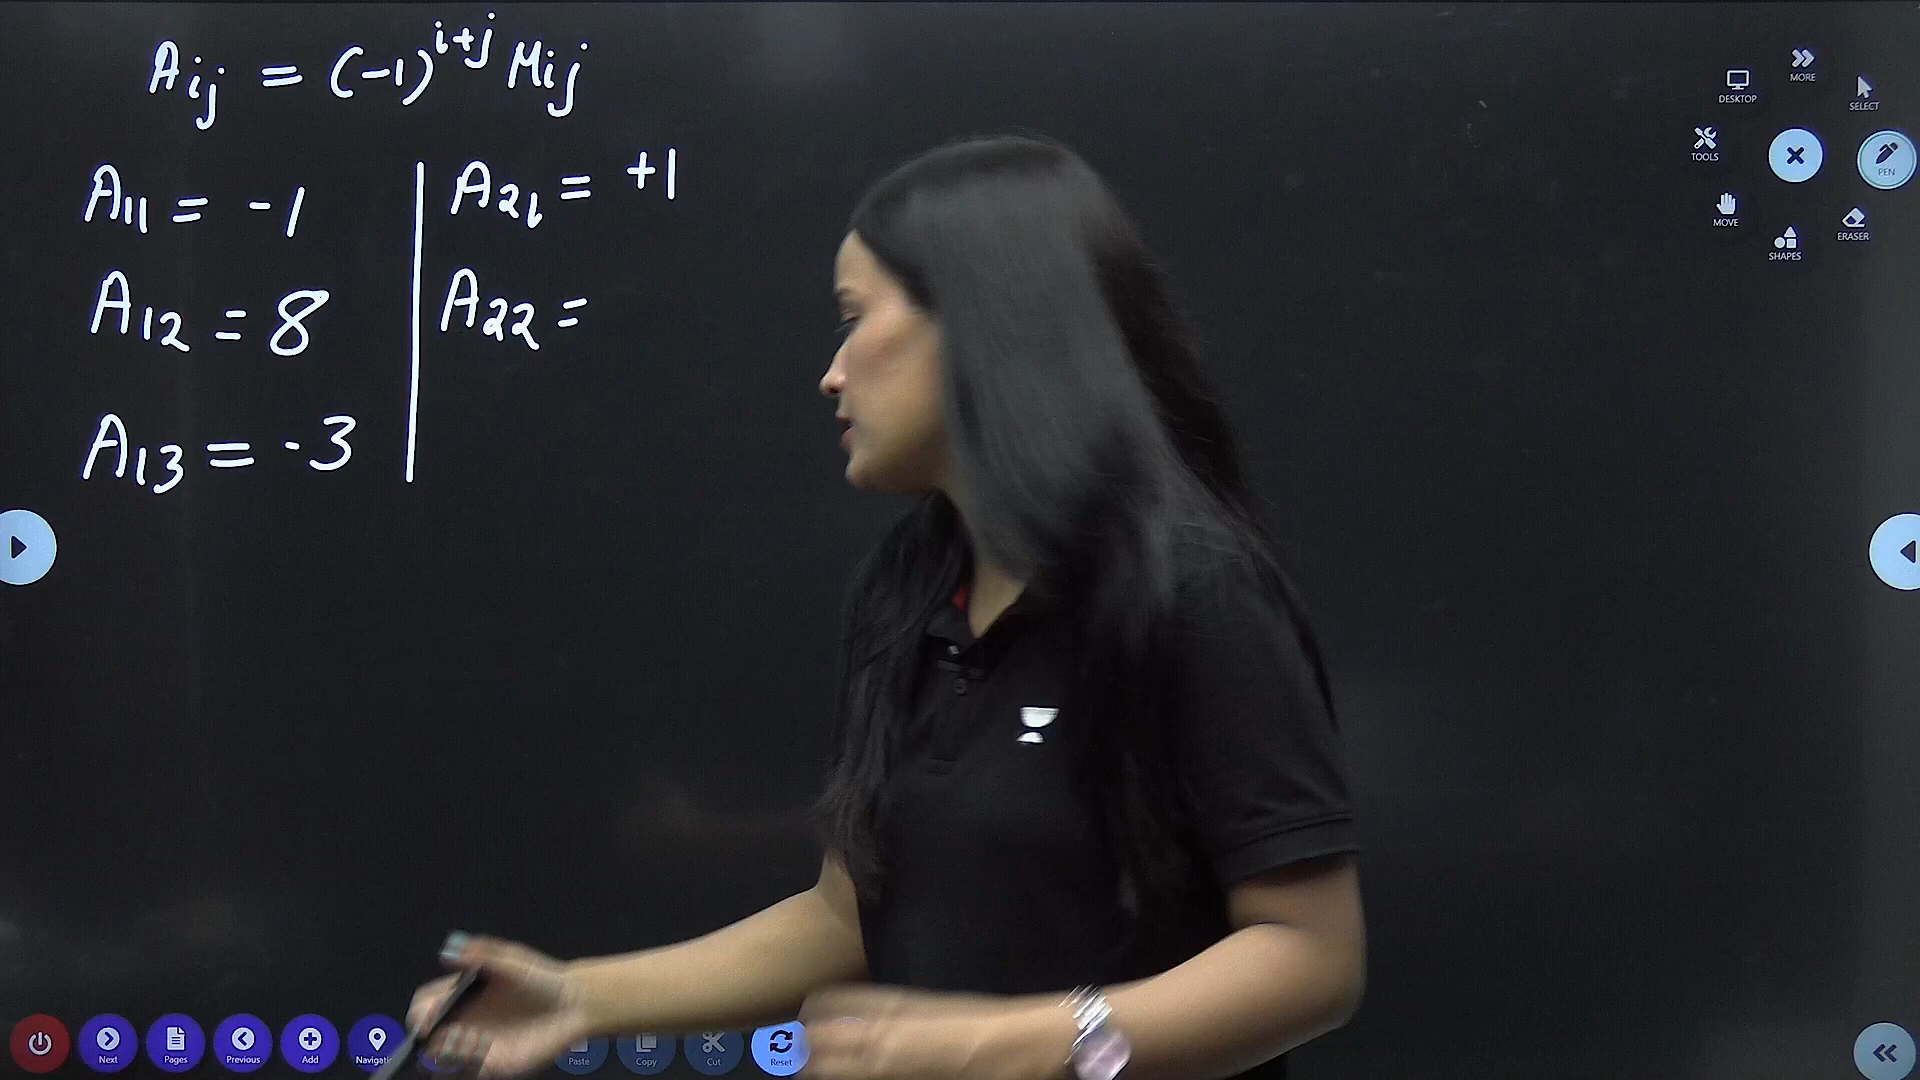 Aij = (-1)^{i+j} Mij
A11 = -1
A12 = 8
A13 = -3
A21 = +1
A22 =
MORE
DESKTOP
SELECT
TOOLS
PEN
MOVE
ERASER
SHAPES
Next
Pages
Previous
Add
Paste
Copy
Cut
Reset